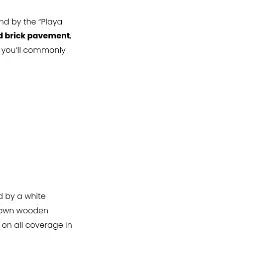 nd by the "Playa
d brick pavement,
you'll commonly
d by a white
own wooden
on all coverage in